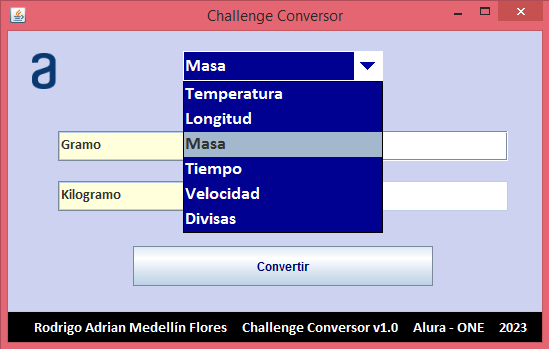 Challenge Conversor
a
Masa
Temperatura
Longitud
Masa
Tiempo
Velocidad
Divisas
Gramo
Kilogramo
Convertir
Rodrigo Adrian Medellín Flores Challenge Conversor v1.0 Alura - ONE 2023